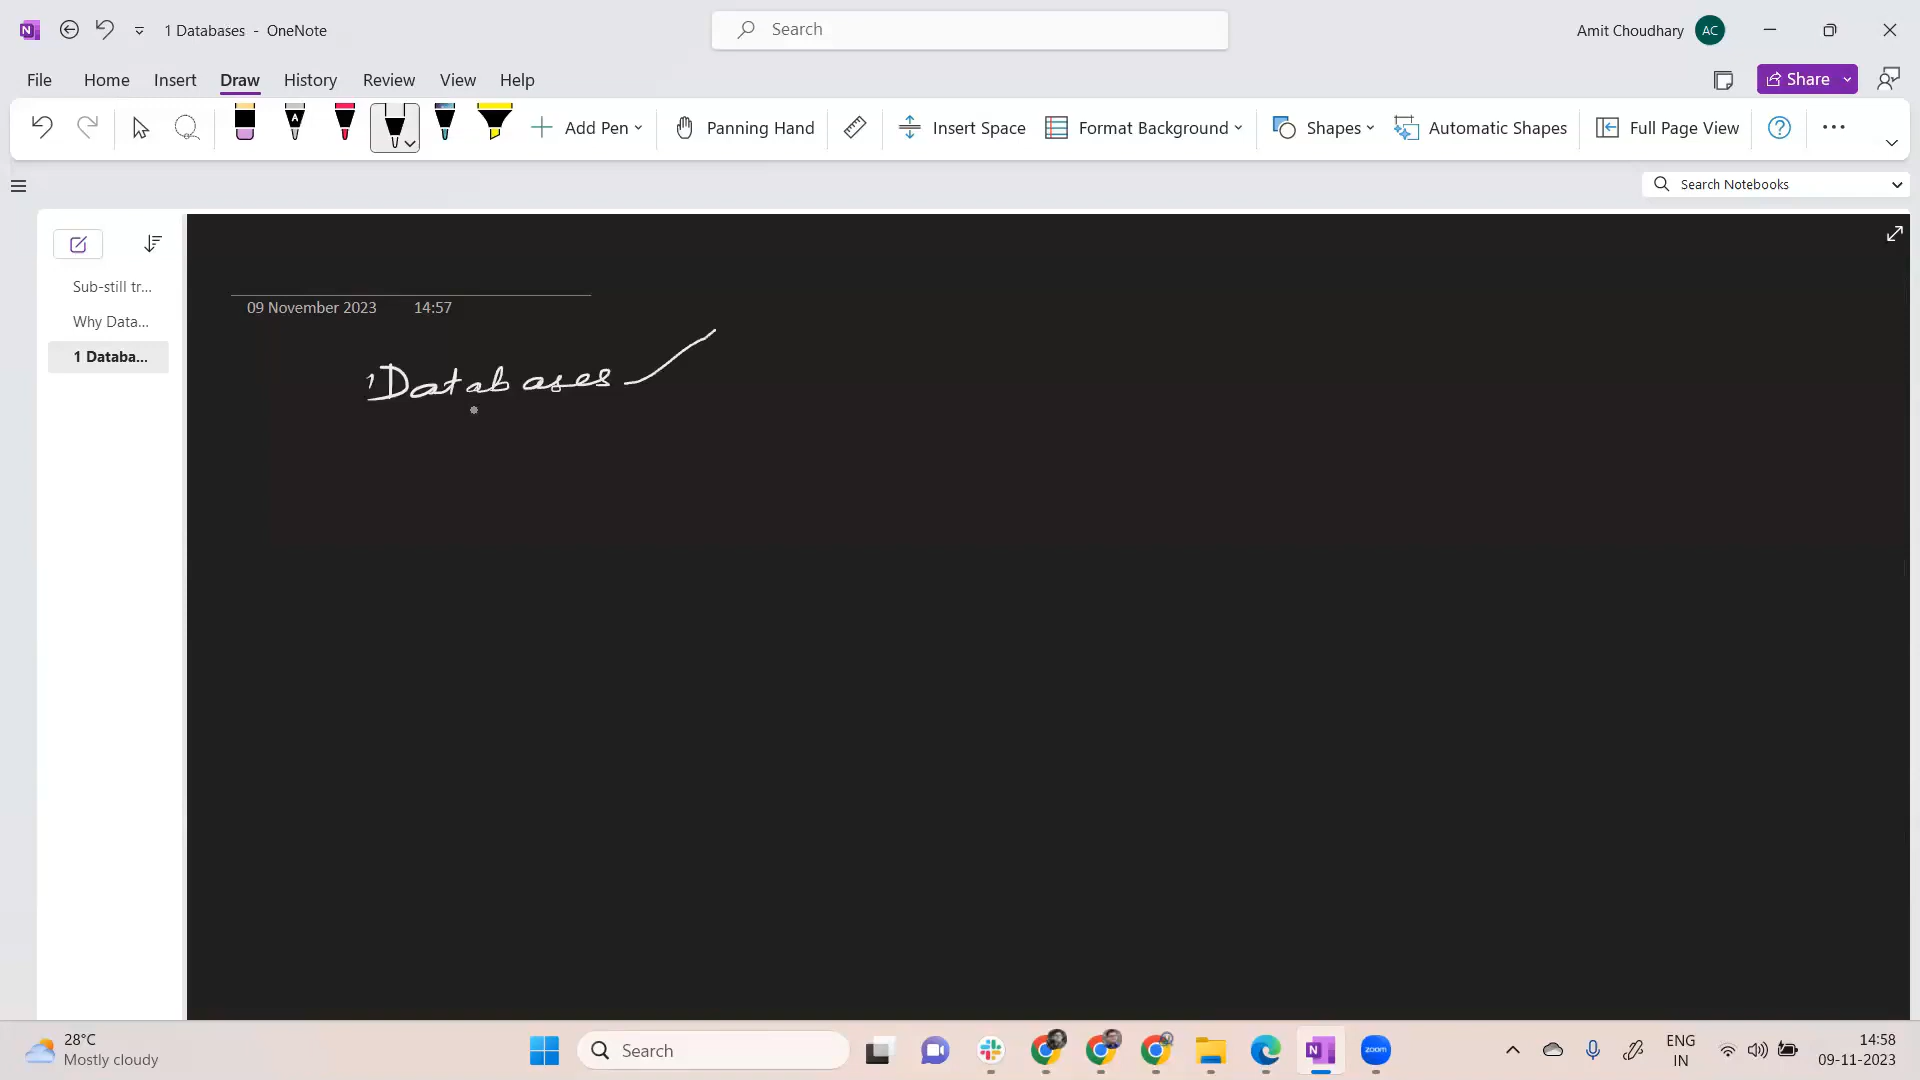 1 Databases - OneNote
Search
Amit Choudhary
AC
File Home Insert Draw History Review View Help
Share
Add Pen
Panning Hand
Insert Space
Format Background
Shapes
Automatic Shapes
Full Page View
Search Notebooks
Sub-still tr...
Why Data...
1 Databa...
09 November 2023 14:57
Databases
28°C
Mostly cloudy
Search
zoom
ENG
IN
14:58
09-11-2023